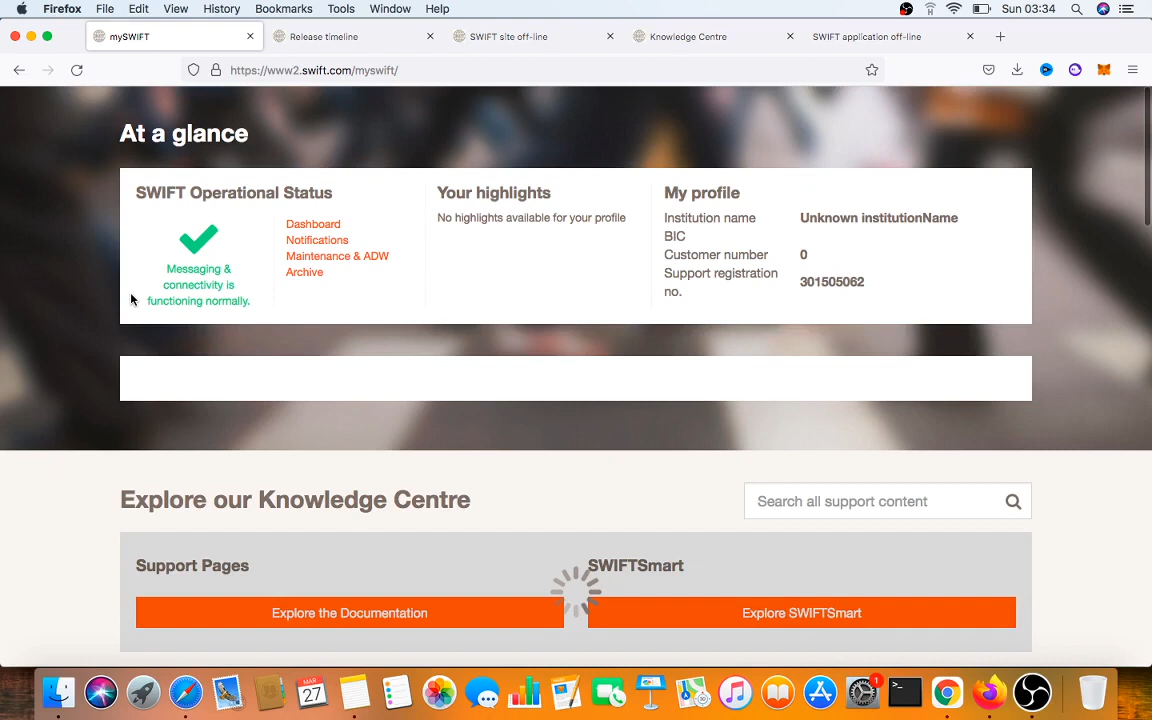 Firefox File Edit View History Bookmarks Tools Window Help Sun 03:34
mySWIFT Release timeline SWIFT site off-line Knowledge Centre SWIFT application off-line
https://www2.swift.com/myswift/
At a glance
SWIFT Operational Status
Messaging &
connectivity is
functioning normally.
Dashboard
Notifications
Maintenance & ADW
Archive
Your highlights
No highlights available for your profile
My profile
Institution name Unknown institutionName
BIC
Customer number 0
Support registration
no. 301505062
Explore our Knowledge Centre
Search all support content
Support Pages
Explore the Documentation
SWIFTSmart
Explore SWIFTSmart
MAR
27
1